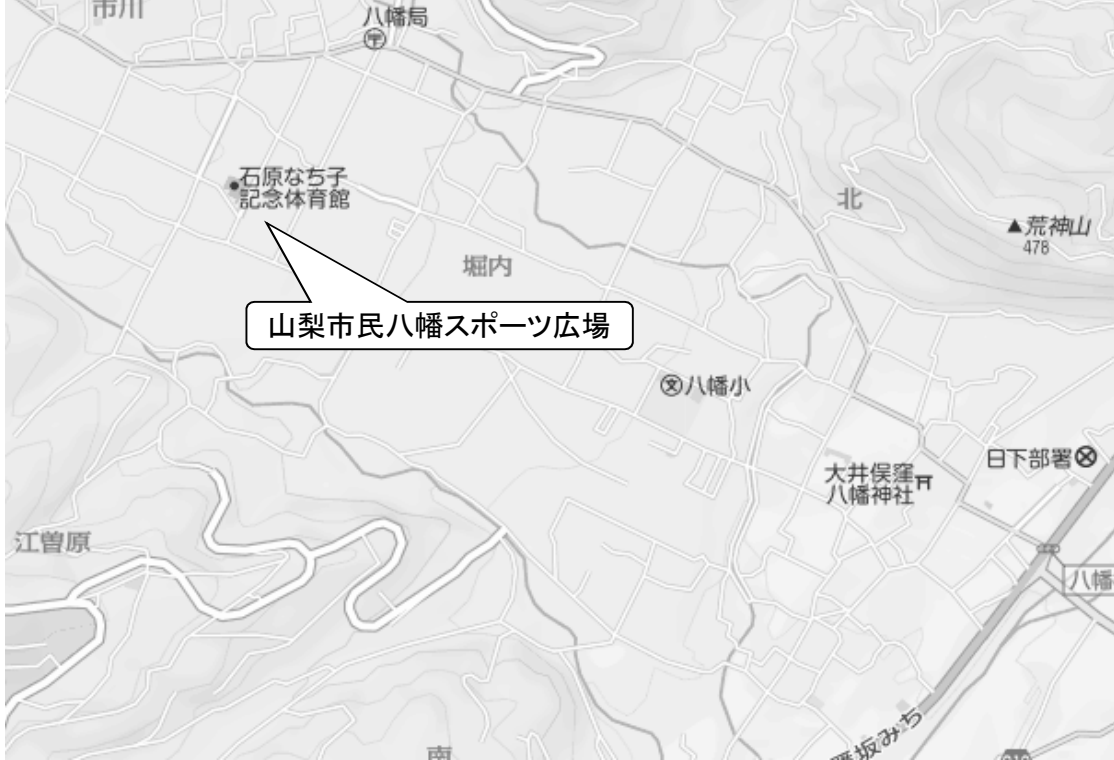 市川
八幡局
石原なち子
記念体育館
北
▲荒神山
478
堀内
山梨市民八幡スポーツ広場
八幡小
日下部署
大井俣窪
八幡神社
江曽原
八幡
雁坂みち
南